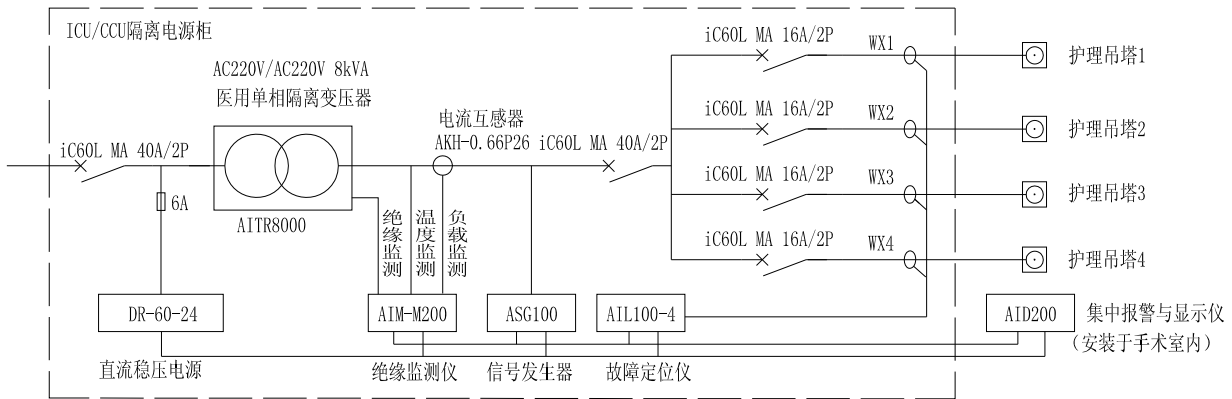 ICU/CCU隔离电源柜
AC220V/AC220V 8kVA
医用单相隔离变压器
iC60L MA 40A/2P
6A
AITR8000
电流互感器
AKH-0.66P26
iC60L MA 40A/2P
绝缘监测
温度监测
负载监测
iC60L MA 16A/2P
WX1
护理吊塔1
iC60L MA 16A/2P
WX2
护理吊塔2
iC60L MA 16A/2P
WX3
护理吊塔3
iC60L MA 16A/2P
WX4
护理吊塔4
DR-60-24
直流稳压电源
AIM-M200
绝缘监测仪
ASG100
信号发生器
AIL100-4
故障定位仪
AID200
集中报警与显示仪
（安装于手术室内）